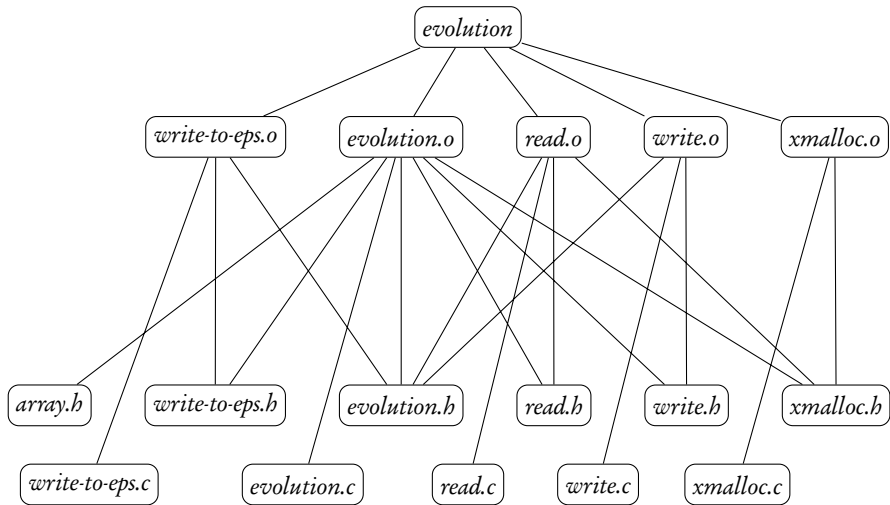 evolution
write-to-eps.o
evolution.o
read.o
write.o
xmalloc.o
array.h
write-to-eps.h
evolution.h
read.h
write.h
xmalloc.h
write-to-eps.c
evolution.c
read.c
write.c
xmalloc.c